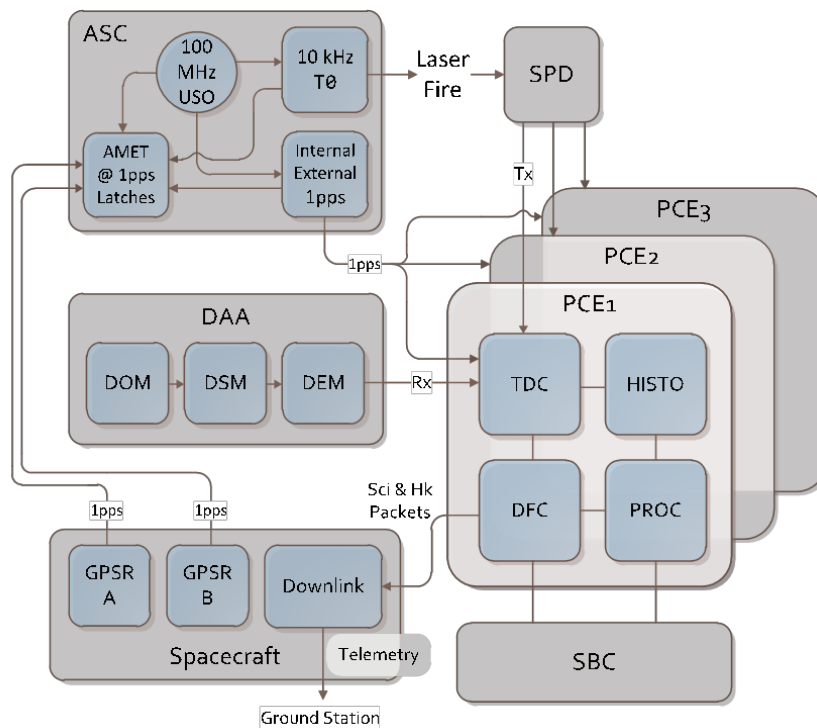 ASC
100
MHz
USO
10 kHz
T0
Laser
Fire
SPD
AMET
@ 1pps
Latches
Internal
External
1pps
Tx
PCE3
PCE2
PCE1
1pps
DAA
DOM
DSM
DEM
Rx
TDC
HISTO
DFC
PROC
Sci & Hk
Packets
1pps
1pps
GPSR
A
GPSR
B
Downlink
Spacecraft
Telemetry
SBC
Ground Station